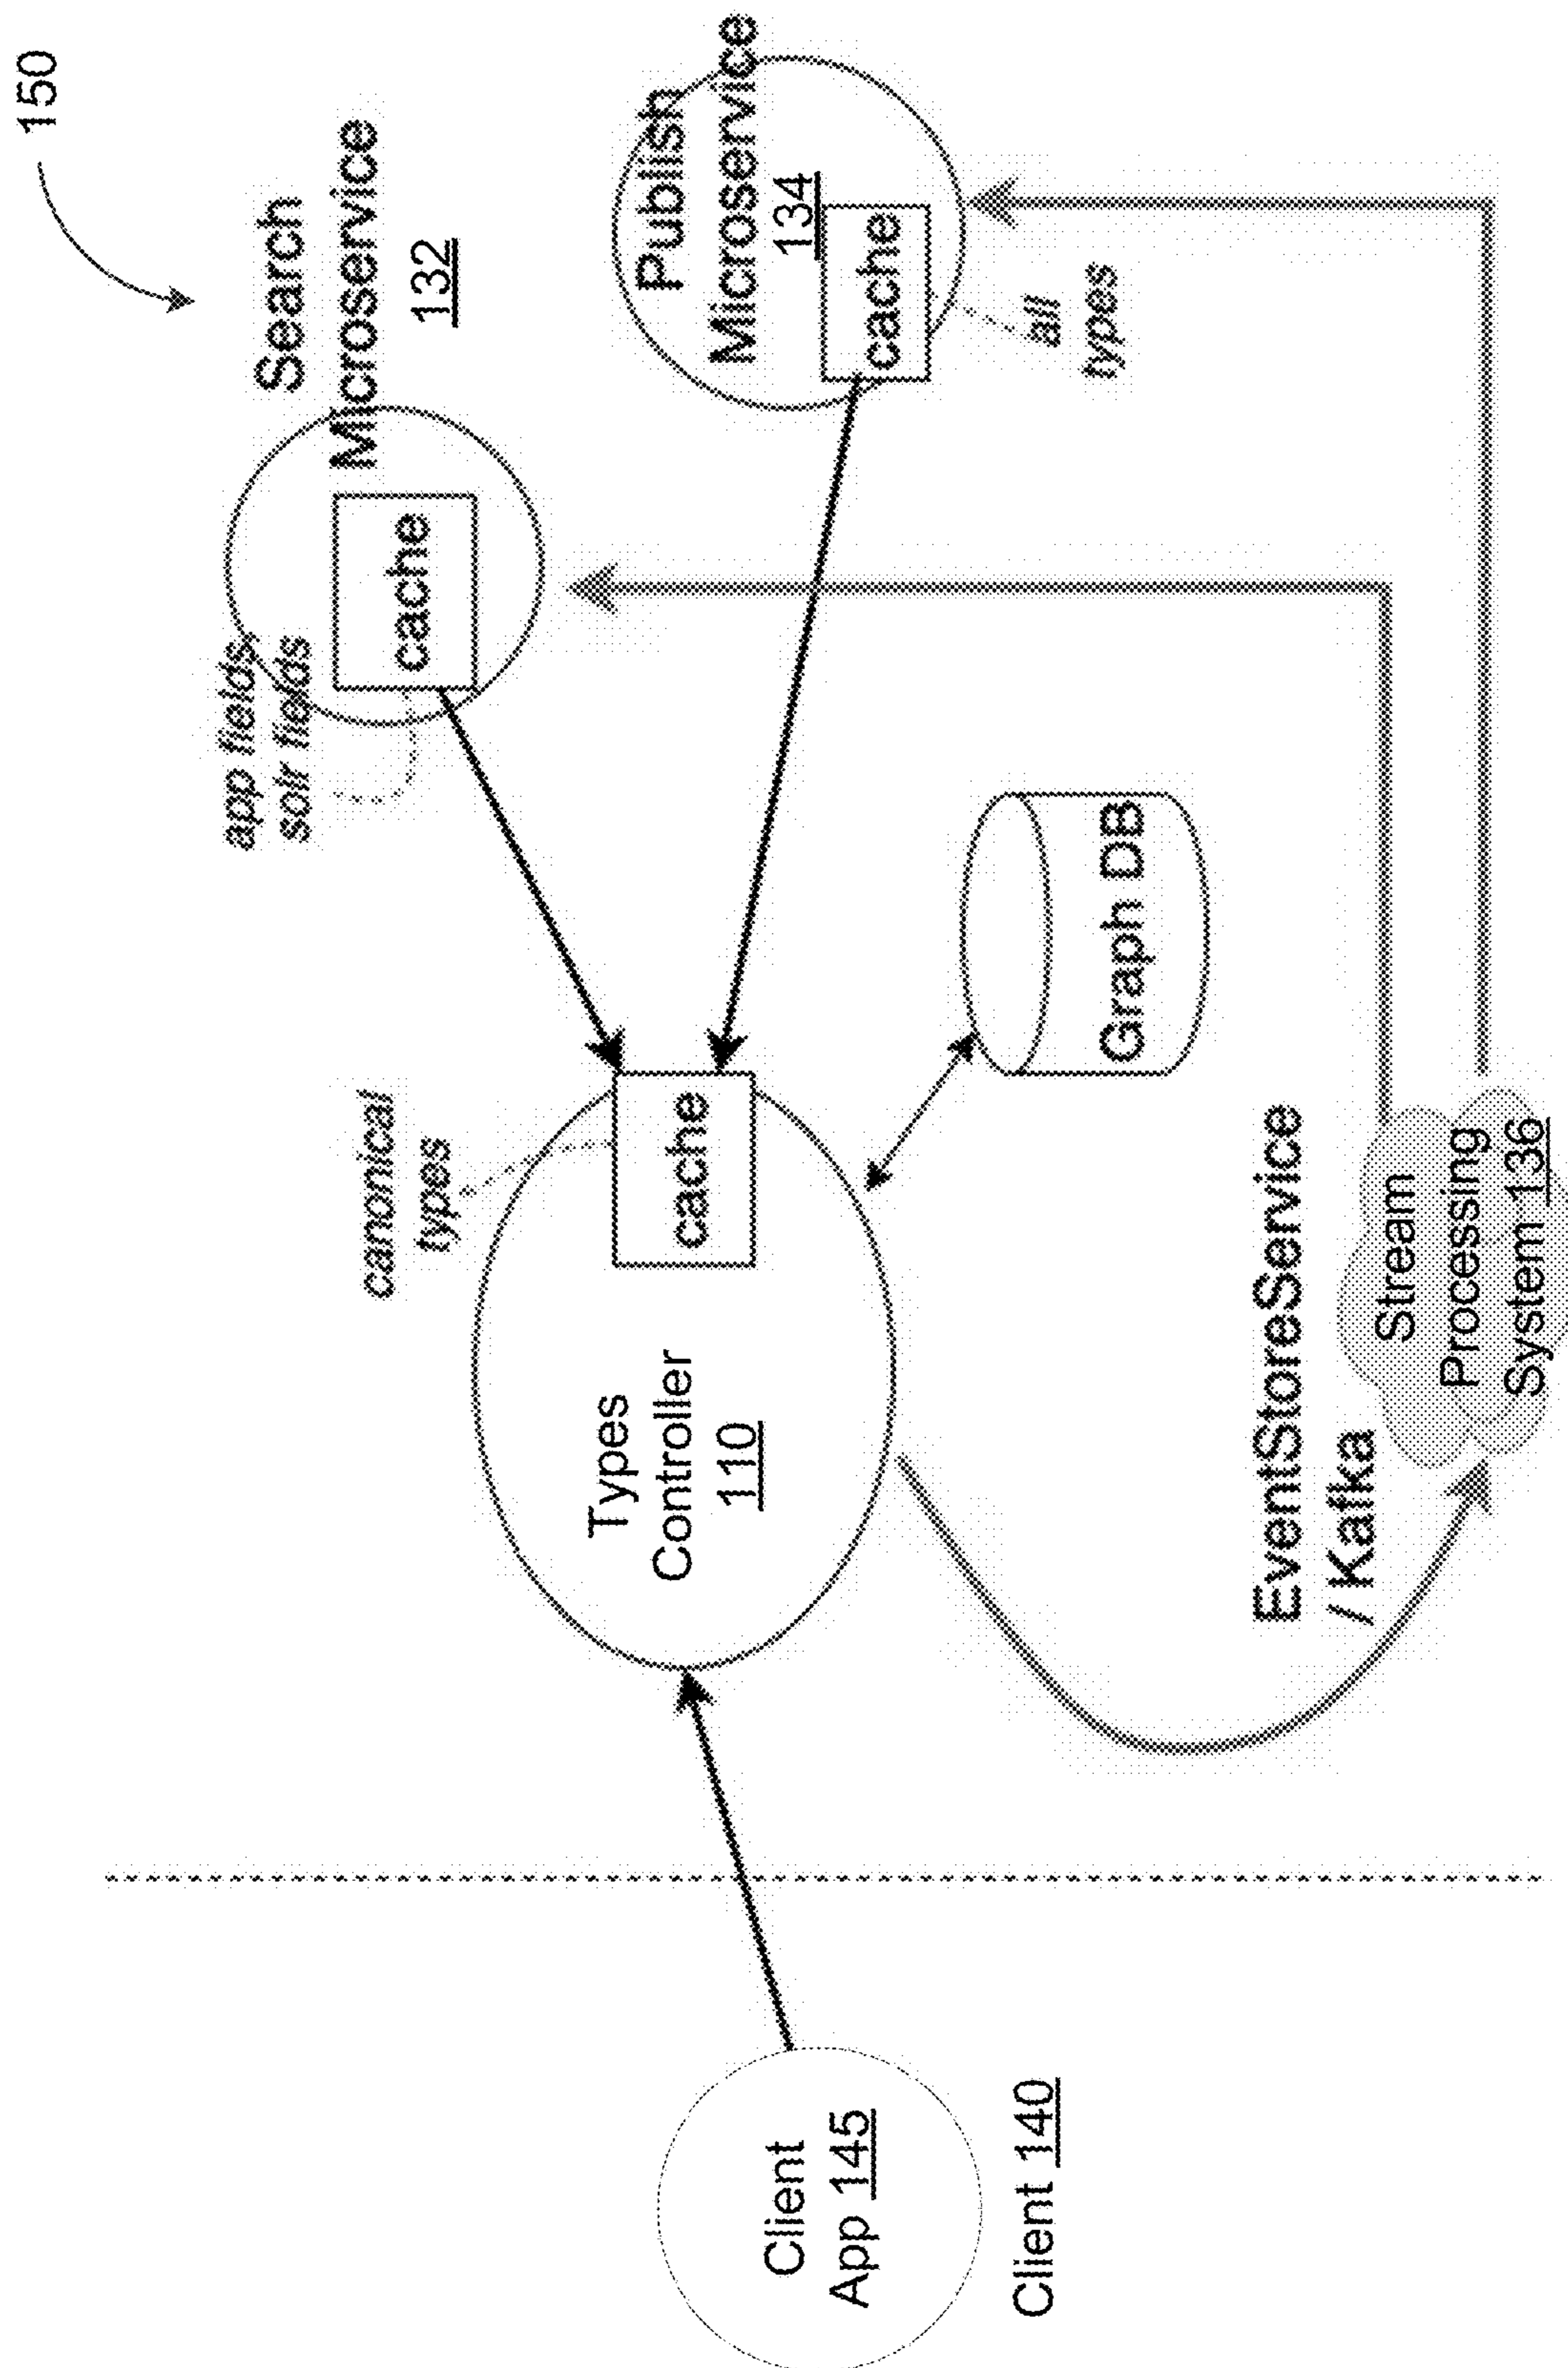 150
Search
Microservice
132
app fields,
solr fields
cache
Publish
Microservice
134
cache
all
types
canonical
types
cache
Types
Controller
110
Graph DB
EventStoreService
/ Kafka
Stream
Processing
System 136
Client
App 145
Client 140